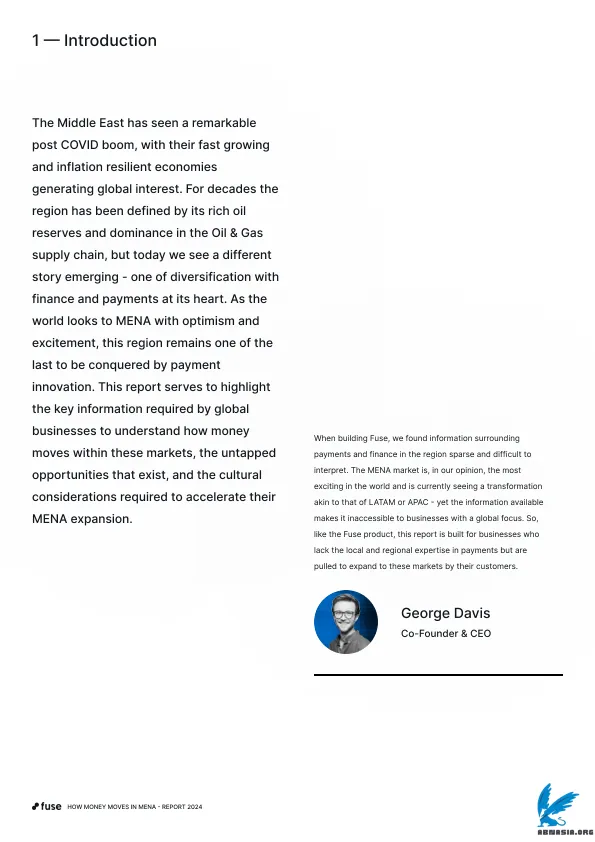 1 — Introduction
The Middle East has seen a remarkable
post COVID boom, with their fast growing
and inflation resilient economies
generating global interest. For decades the
region has been defined by its rich oil
reserves and dominance in the Oil & Gas
supply chain, but today we see a different
story emerging - one of diversification with
finance and payments at its heart. As the
world looks to MENA with optimism and
excitement, this region remains one of the
last to be conquered by payment
innovation. This report serves to highlight
the key information required by global
businesses to understand how money
moves within these markets, the untapped
opportunities that exist, and the cultural
considerations required to accelerate their
MENA expansion.
When building Fuse, we found information surrounding
payments and finance in the region sparse and difficult to
interpret. The MENA market is, in our opinion, the most
exciting in the world and is currently seeing a transformation
akin to that of LATAM or APAC - yet the information available
makes it inaccessible to businesses with a global focus. So,
like the Fuse product, this report is built for businesses who
lack the local and regional expertise in payments but are
pulled to expand to these markets by their customers.
George Davis
Co-Founder & CEO
fuse HOW MONEY MOVES IN MENA - REPORT 2024
ABNASIA.ORG